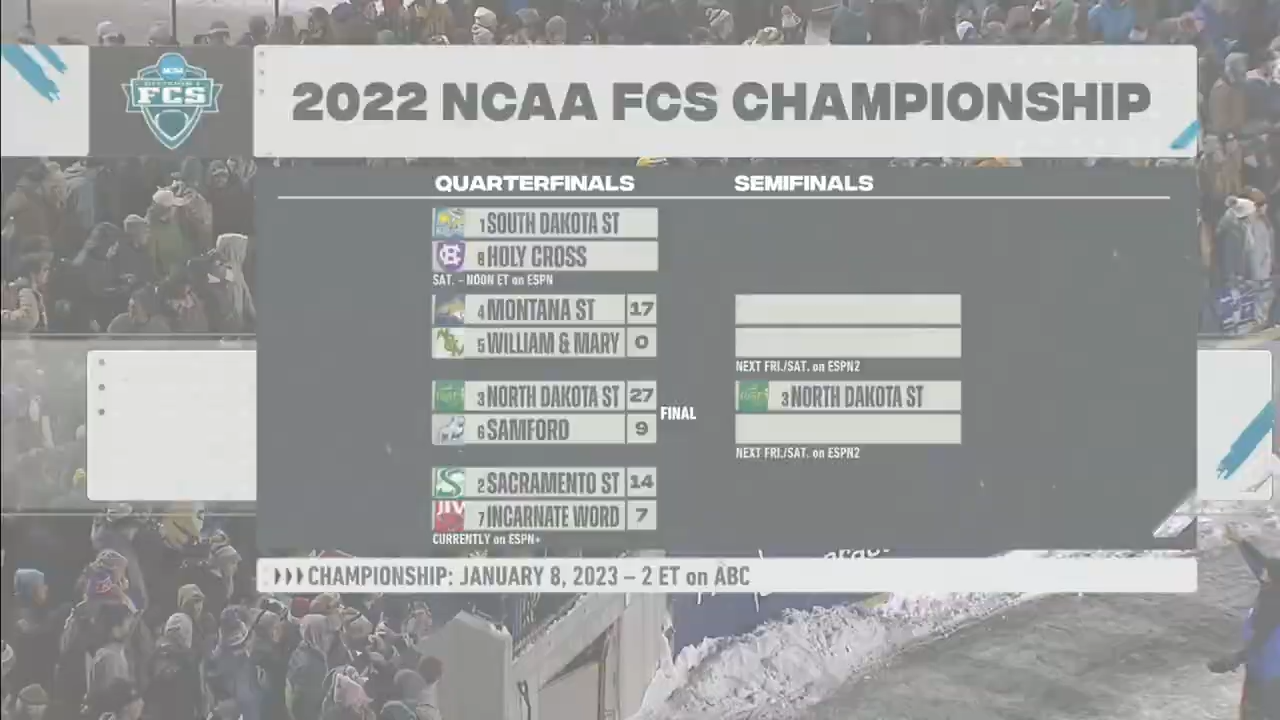 NCAA
DIVISION I
FCS
2022 NCAA FCS CHAMPIONSHIP
QUARTERFINALS
SEMIFINALS
1 SOUTH DAKOTA ST
8 HOLY CROSS
SAT. - NOON ET on ESPN
4 MONTANA ST 17
5 WILLIAM & MARY 0
NEXT FRI./SAT. on ESPN2
3 NORTH DAKOTA ST 27
6 SAMFORD 9
FINAL
3 NORTH DAKOTA ST
NEXT FRI./SAT. on ESPN2
2 SACRAMENTO ST 14
7 INCARNATE WORD 7
CURRENTLY on ESPN+
CHAMPIONSHIP: JANUARY 8, 2023 – 2 ET on ABC